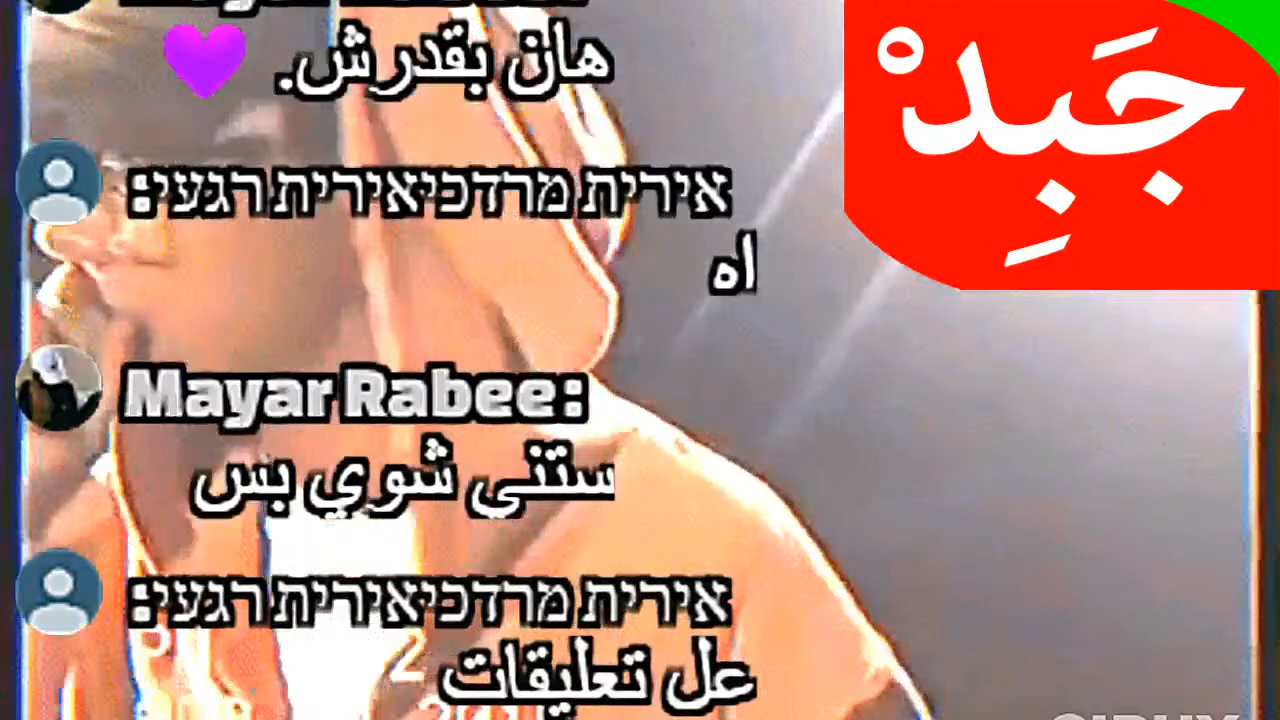 هان بقدرش. 💜
جَبِدْه
אירית מרדכיאירית רגעי:
اه
Mayar Rabee:
ستني شوي بس
אירית מרדכיאירית רגעי:
عل تعليقات